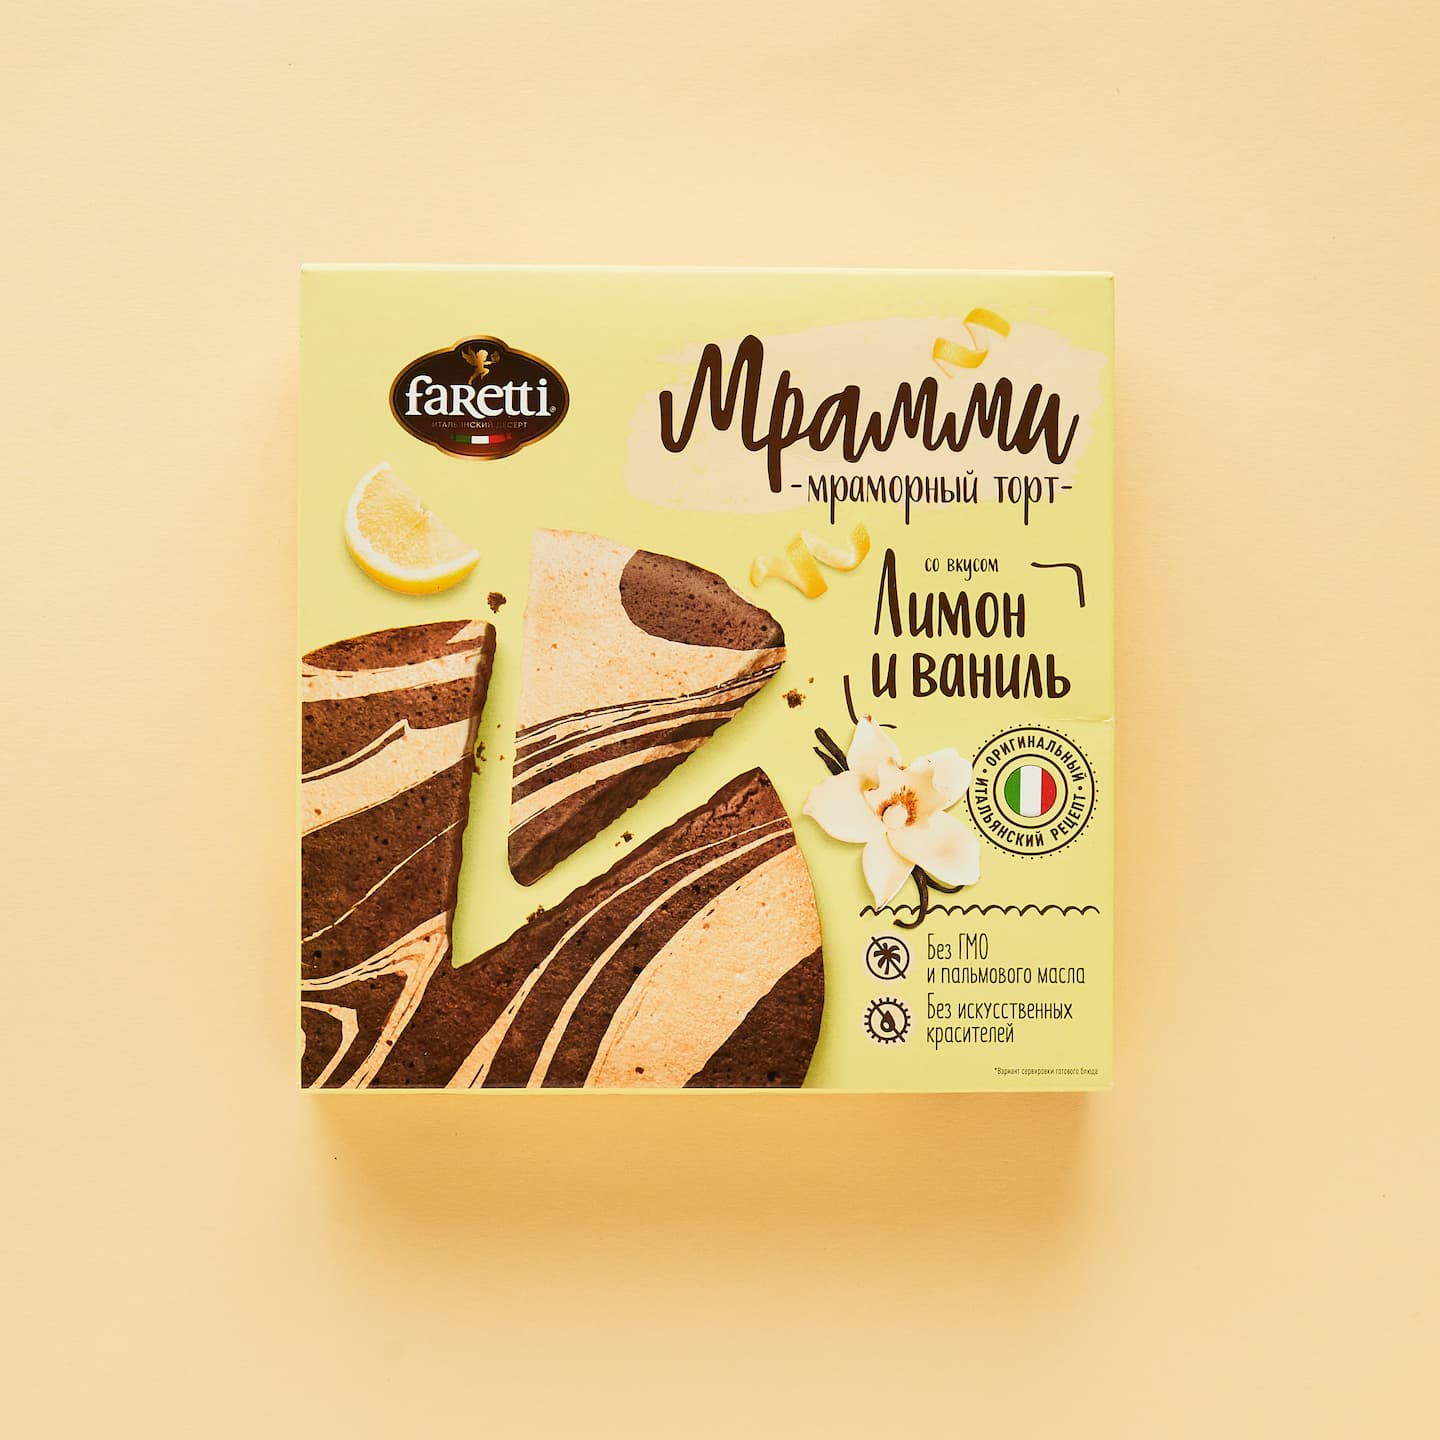 faretti
ИТАЛЬЯНСКИЙ ДЕСЕРТ
Мрамми
-мраморный торт-
со вкусом
Лимон
и ваниль
ОРИГИНАЛЬНЫЙ
ИТАЛЬЯНСКИЙ РЕЦЕПТ
Без ГМО
и пальмового масла
Без искусственных
красителей
*Вариант сервировки готового блюда